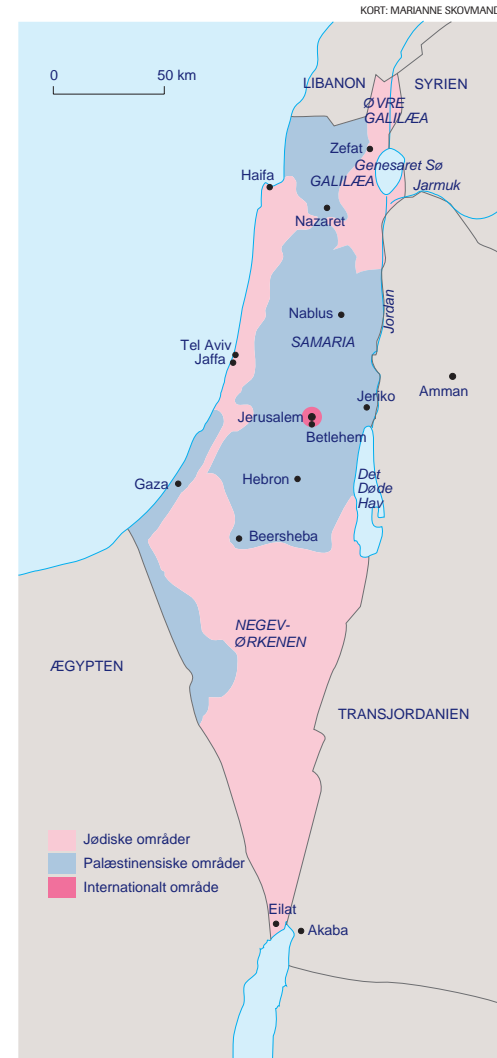 KORT: MARIANNE SKOVMAND
0 50 km
LIBANON
SYRIEN
ØVRE
GALILÆA
Zefat
Genesaret Sø
Haifa
GALILÆA
Jarmuk
Nazaret
Jordan
Nablus
SAMARIA
Tel Aviv
Jaffa
Amman
Jeriko
Jerusalem
Betlehem
Gaza
Hebron
Det
Døde
Hav
Beersheba
NEGEV-
ØRKENEN
ÆGYPTEN
TRANSJORDANIEN
Jødiske områder
Palæstinensiske områder
Internationalt område
Eilat
Akaba